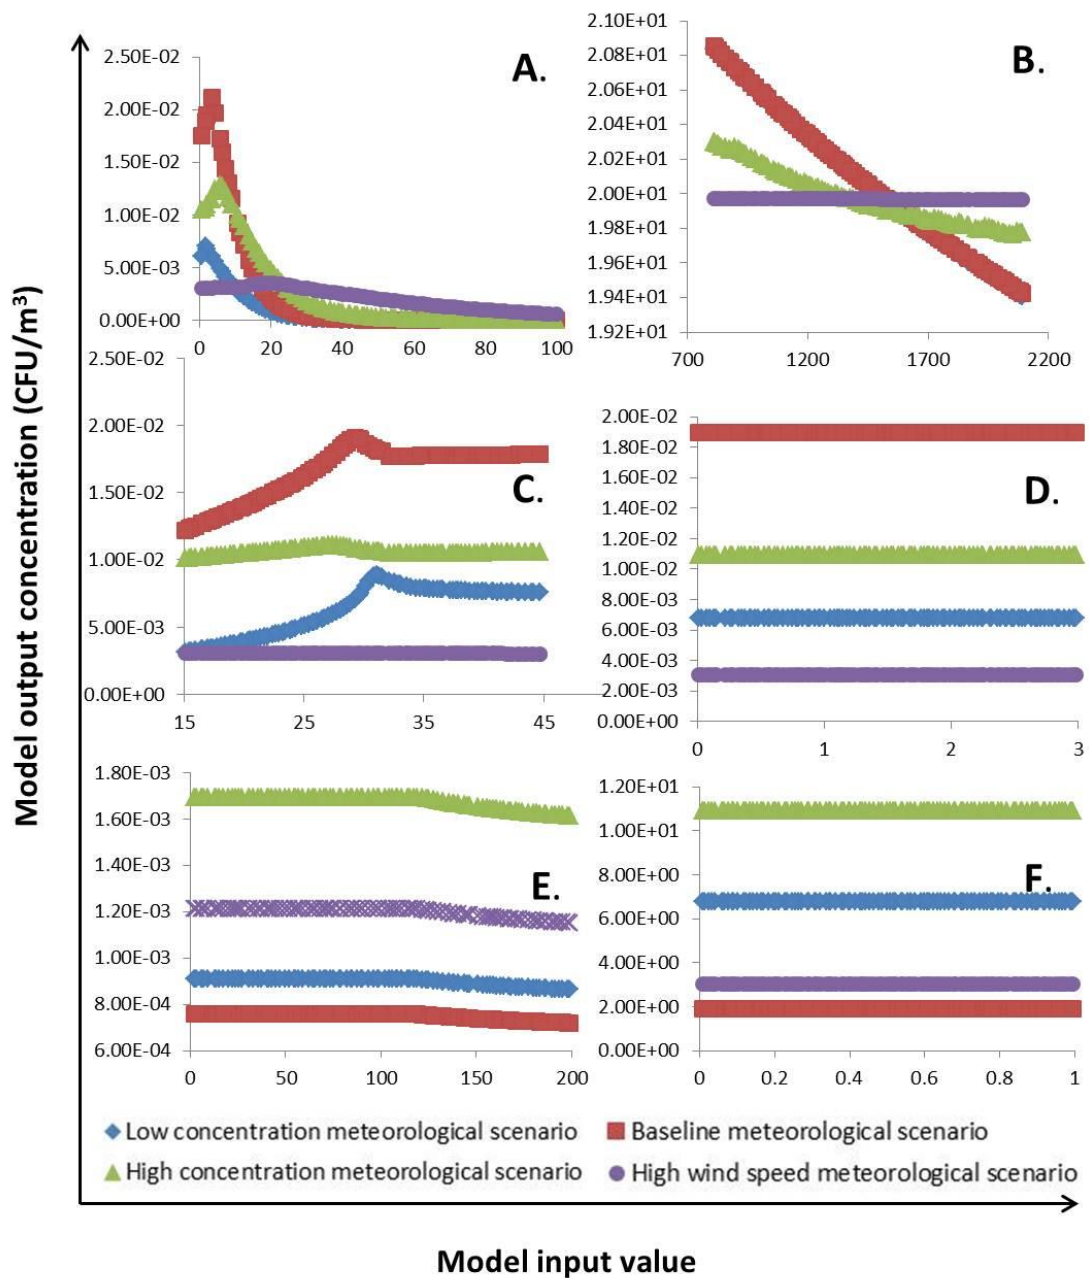 Model output concentration (CFU/m³)
A.
2.50E-02
2.00E-02
1.50E-02
1.00E-02
5.00E-03
0.00E+00
0 20 40 60 80 100
B.
2.10E+01
2.08E+01
2.06E+01
2.04E+01
2.02E+01
2.00E+01
1.98E+01
1.96E+01
1.94E+01
1.92E+01
700 1200 1700 2200
C.
2.50E-02
2.00E-02
1.50E-02
1.00E-02
5.00E-03
0.00E+00
15 25 35 45
D.
2.00E-02
1.80E-02
1.60E-02
1.40E-02
1.20E-02
1.00E-02
8.00E-03
6.00E-03
4.00E-03
2.00E-03
0.00E+00
0 1 2 3
E.
1.80E-03
1.60E-03
1.40E-03
1.20E-03
1.00E-03
8.00E-04
6.00E-04
0 50 100 150 200
F.
1.20E+01
1.00E+01
8.00E+00
6.00E+00
4.00E+00
2.00E+00
0.00E+00
0 0.2 0.4 0.6 0.8 1
Low concentration meteorological scenario
Baseline meteorological scenario
High concentration meteorological scenario
High wind speed meteorological scenario
Model input value